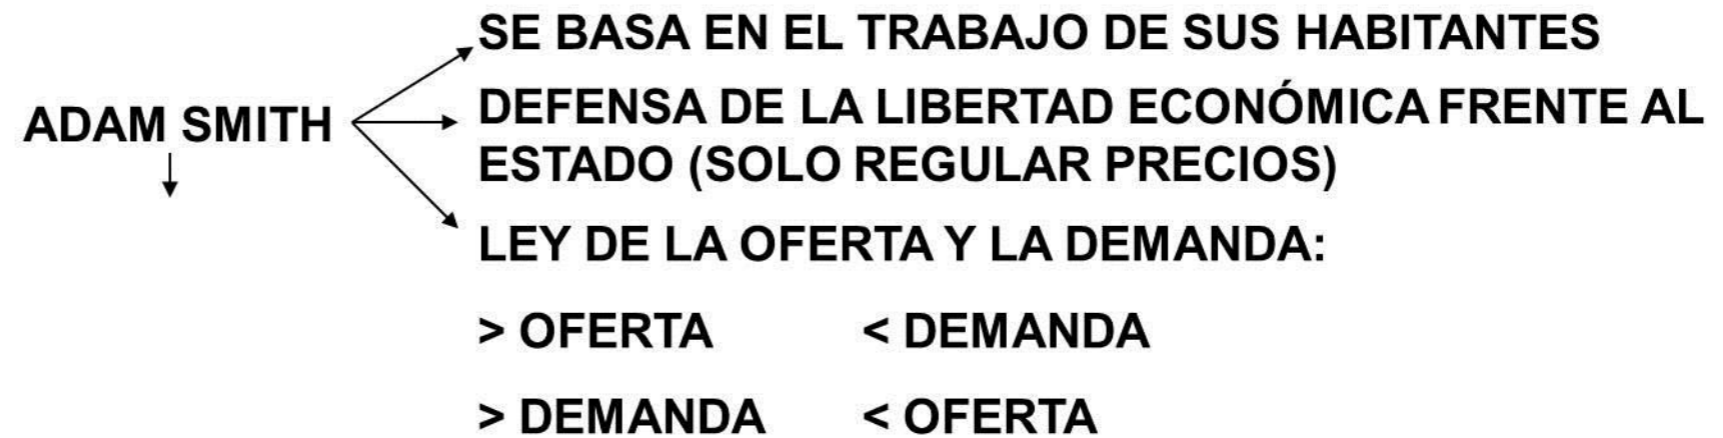 SE BASA EN EL TRABAJO DE SUS HABITANTES
ADAM SMITH
DEFENSA DE LA LIBERTAD ECONÓMICA FRENTE AL
ESTADO (SOLO REGULAR PRECIOS)
LEY DE LA OFERTA Y LA DEMANDA:
> OFERTA < DEMANDA
> DEMANDA < OFERTA